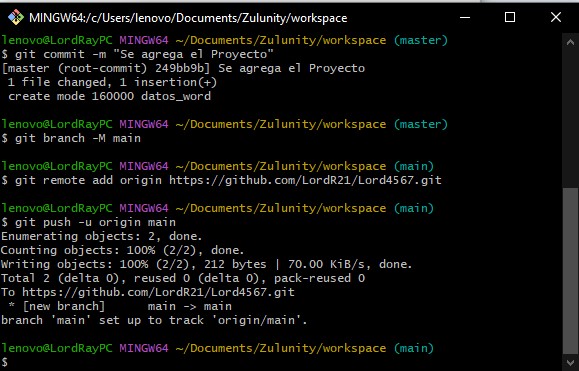 MINGW64:/c/Users/lenovo/Documents/Zulunity/workspace
lenovo@LordRayPC MINGW64 ~/Documents/Zulunity/workspace (master)
$ git commit -m "Se agrega el Proyecto"
[master (root-commit) 249bb9b] Se agrega el Proyecto
 1 file changed, 1 insertion(+)
 create mode 160000 datos_word
lenovo@LordRayPC MINGW64 ~/Documents/Zulunity/workspace (master)
$ git branch -M main
lenovo@LordRayPC MINGW64 ~/Documents/Zulunity/workspace (main)
$ git remote add origin https://github.com/LordR21/Lord4567.git
lenovo@LordRayPC MINGW64 ~/Documents/Zulunity/workspace (main)
$ git push -u origin main
Enumerating objects: 2, done.
Counting objects: 100% (2/2), done.
Writing objects: 100% (2/2), 212 bytes | 70.00 KiB/s, done.
Total 2 (delta 0), reused 0 (delta 0), pack-reused 0
To https://github.com/LordR21/Lord4567.git
 * [new branch]      main -> main
branch 'main' set up to track 'origin/main'.
lenovo@LordRayPC MINGW64 ~/Documents/Zulunity/workspace (main)
$